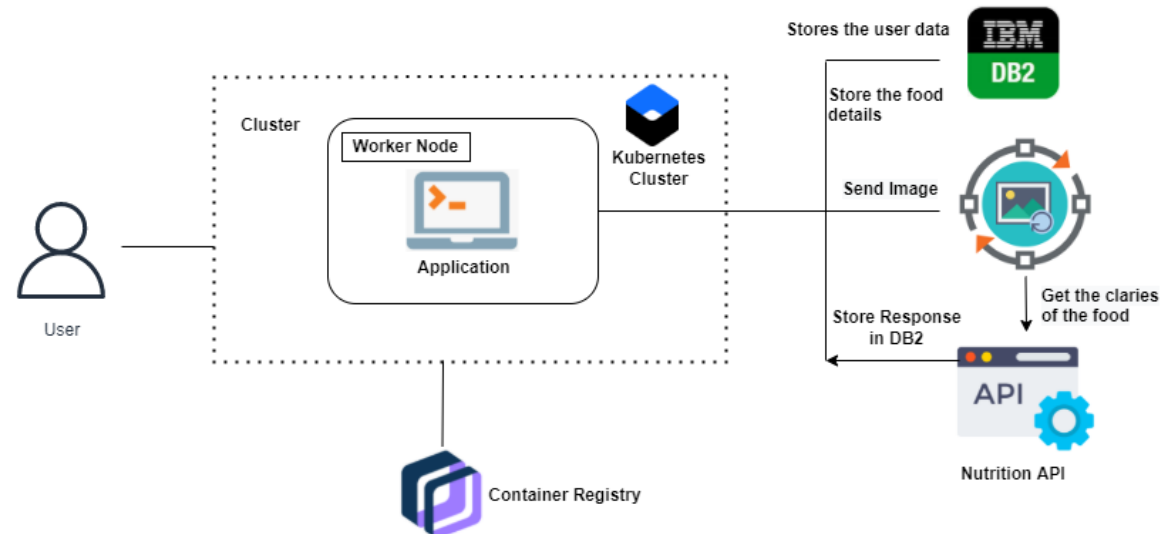 Stores the user data
IBM
DB2
Store the food
details
Cluster
Worker Node
Kubernetes
Cluster
Send Image
Application
User
Get the claries
of the food
Store Response
in DB2
API
Nutrition API
Container Registry